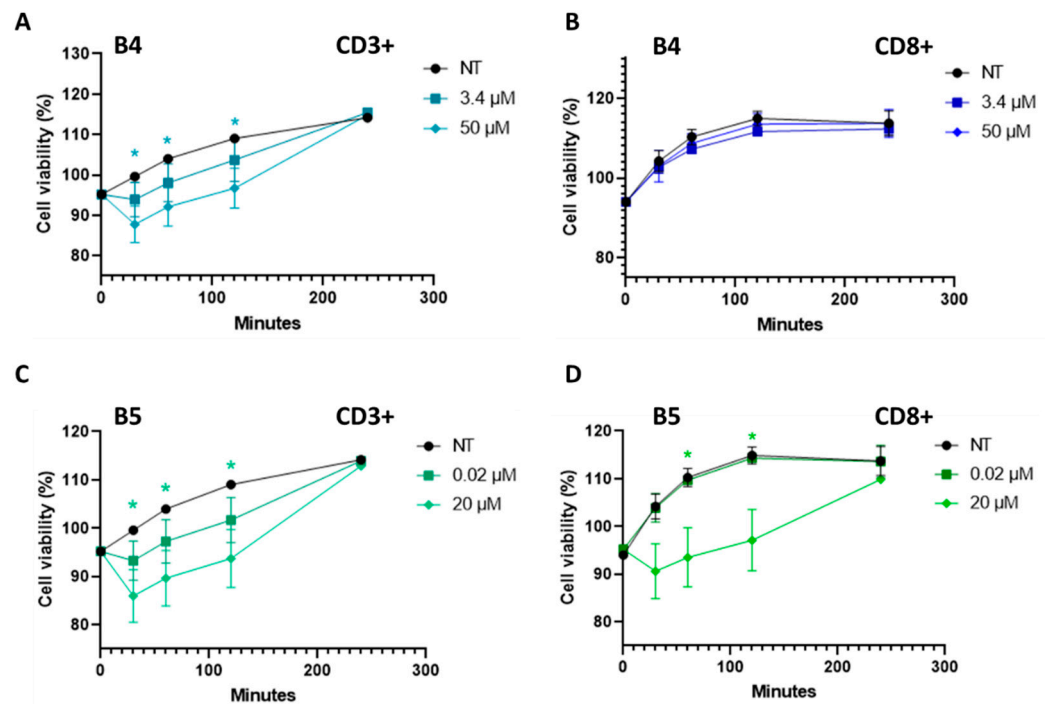 A
B4 CD3+
130
120
110
100
90
80
Cell viability (%)
0 100 200 300
Minutes
NT
3.4 µM
50 µM
* * *
B
B4 CD8+
120
100
80
Cell viability (%)
0 100 200 300
Minutes
NT
3.4 µM
50 µM
C
B5 CD3+
120
110
100
90
80
Cell viability (%)
0 100 200 300
Minutes
NT
0.02 µM
20 µM
* * *
D
B5 CD8+
120
110
100
90
80
Cell viability (%)
0 100 200 300
Minutes
NT
0.02 µM
20 µM
* *